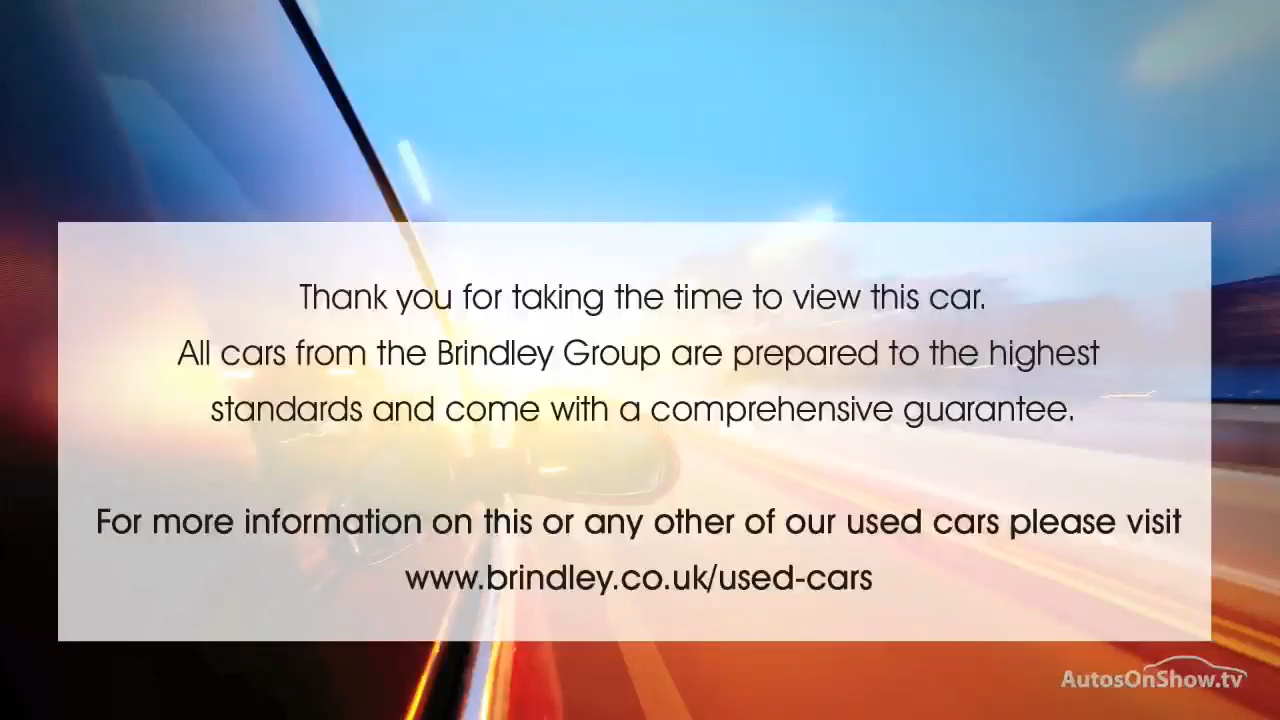 Thank you for taking the time to view this car.
All cars from the Brindley Group are prepared to the highest
standards and come with a comprehensive guarantee.
For more information on this or any other of our used cars please visit
www.brindley.co.uk/used-cars
AutosOnShow.tv